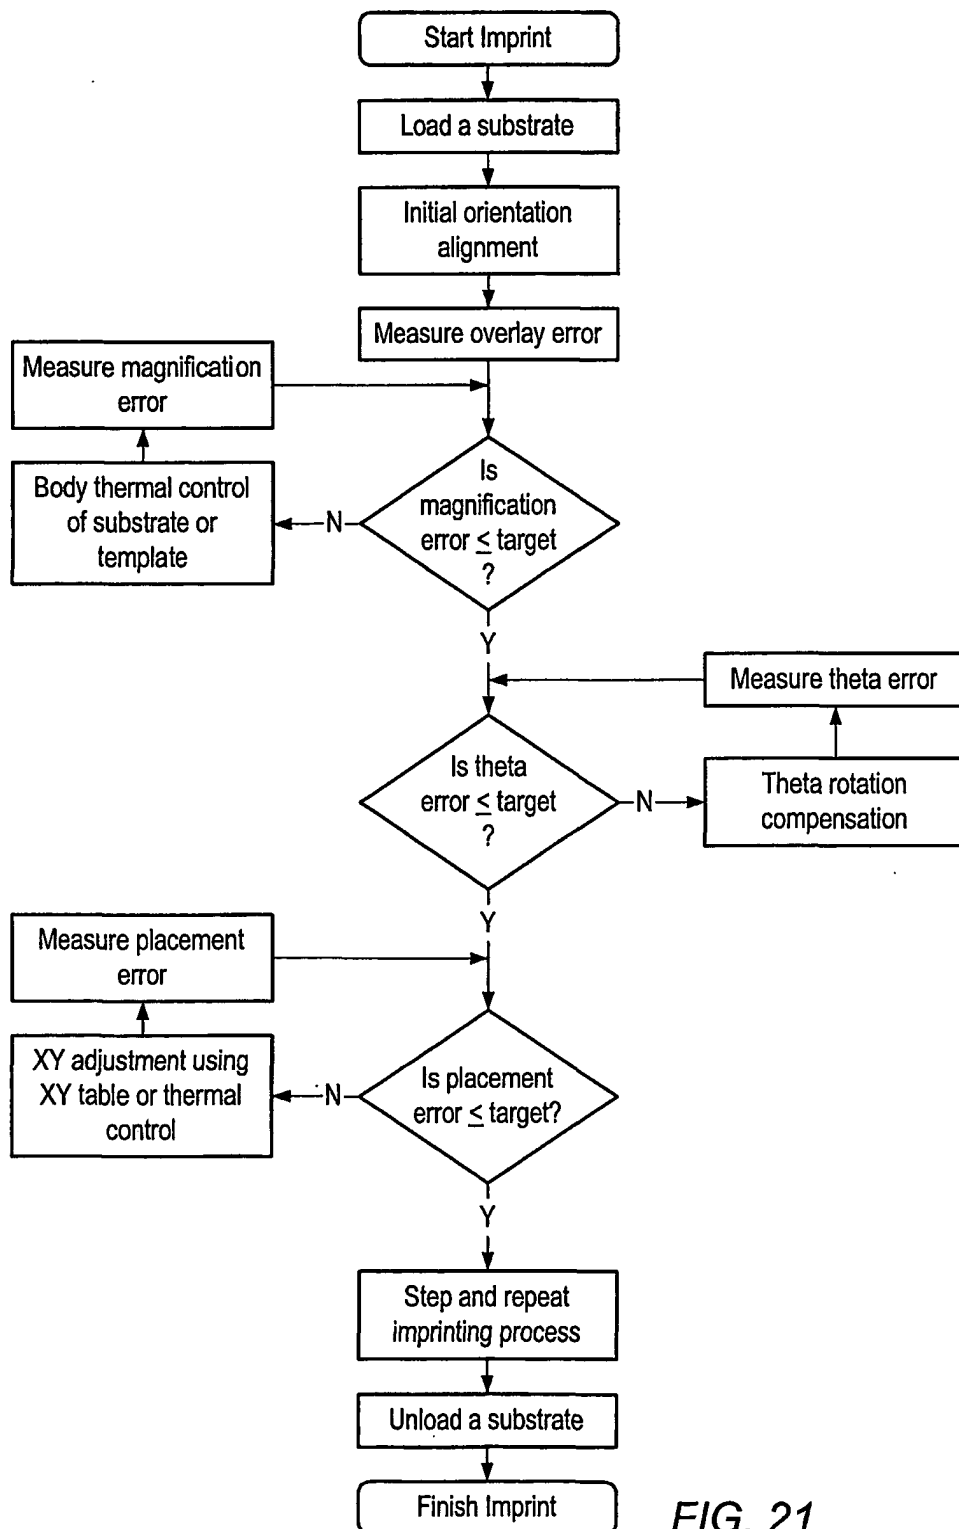 Start Imprint
Load a substrate
Initial orientation
alignment
Measure overlay error
Measure magnification
error
Body thermal control
of substrate or
template
N
Is
magnification
error ≤ target
?
Y
Measure theta error
Is theta
error ≤ target
?
N
Theta rotation
compensation
Y
Measure placement
error
XY adjustment using
XY table or thermal
control
N
Is placement
error ≤ target?
Y
Step and repeat
imprinting process
Unload a substrate
Finish Imprint
FIG. 21